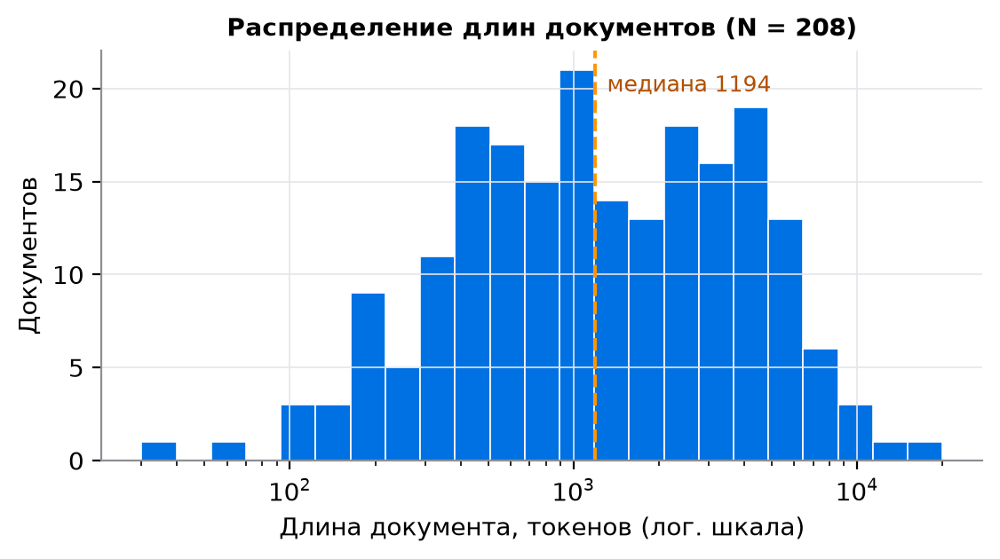 Распределение длин документов (N = 208)
медиана 1194
20
15
10
5
0
Документов
10²
10³
10⁴
Длина документа, токенов (лог. шкала)